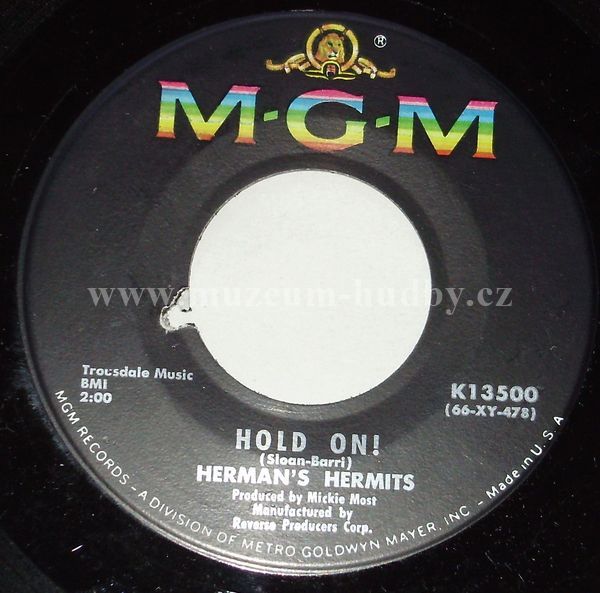 ®
M-G-M
www.muzeum-hudby.cz
Trousdale Music
BMI
2:00
K13500
(66-XY-478)
HOLD ON!
(Sloan-Barri)
HERMAN'S HERMITS
Produced by Mickie Most
Manufactured by
Reverse Producers Corp.
MGM RECORDS - A DIVISION OF METRO GOLDWYN MAYER, INC - Made in U.S.A